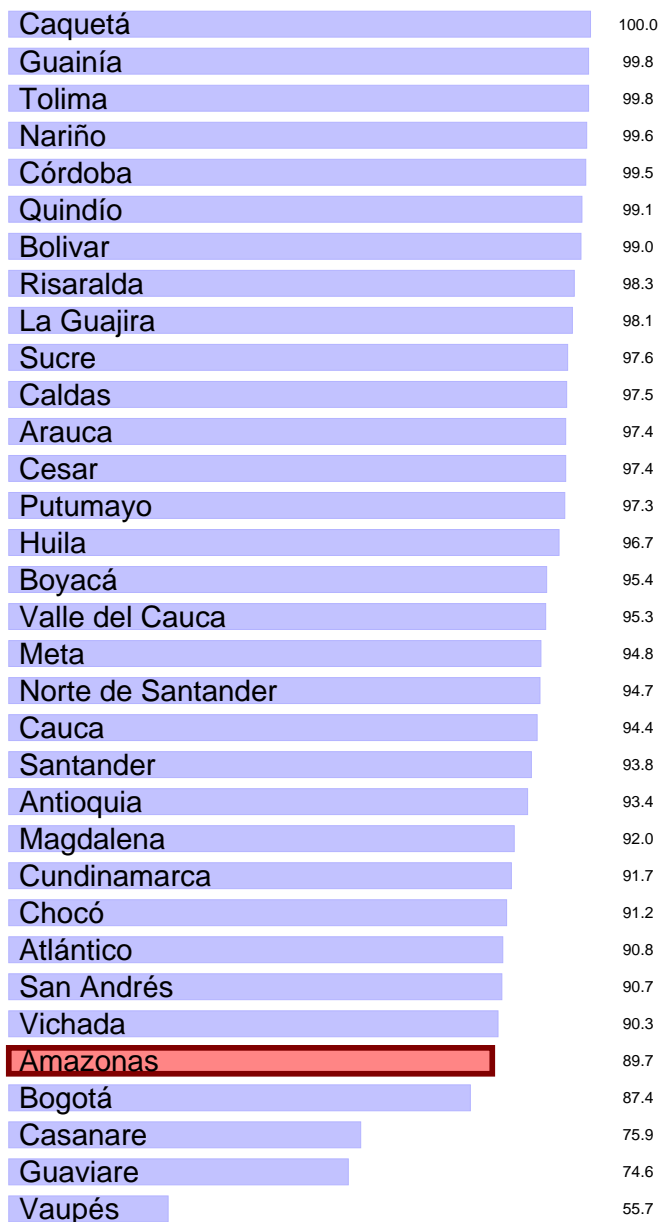 Caquetá 100.0
Guainía 99.8
Tolima 99.8
Nariño 99.6
Córdoba 99.5
Quindío 99.1
Bolivar 99.0
Risaralda 98.3
La Guajira 98.1
Sucre 97.6
Caldas 97.5
Arauca 97.4
Cesar 97.4
Putumayo 97.3
Huila 96.7
Boyacá 95.4
Valle del Cauca 95.3
Meta 94.8
Norte de Santander 94.7
Cauca 94.4
Santander 93.8
Antioquia 93.4
Magdalena 92.0
Cundinamarca 91.7
Chocó 91.2
Atlántico 90.8
San Andrés 90.7
Vichada 90.3
Amazonas 89.7
Bogotá 87.4
Casanare 75.9
Guaviare 74.6
Vaupés 55.7